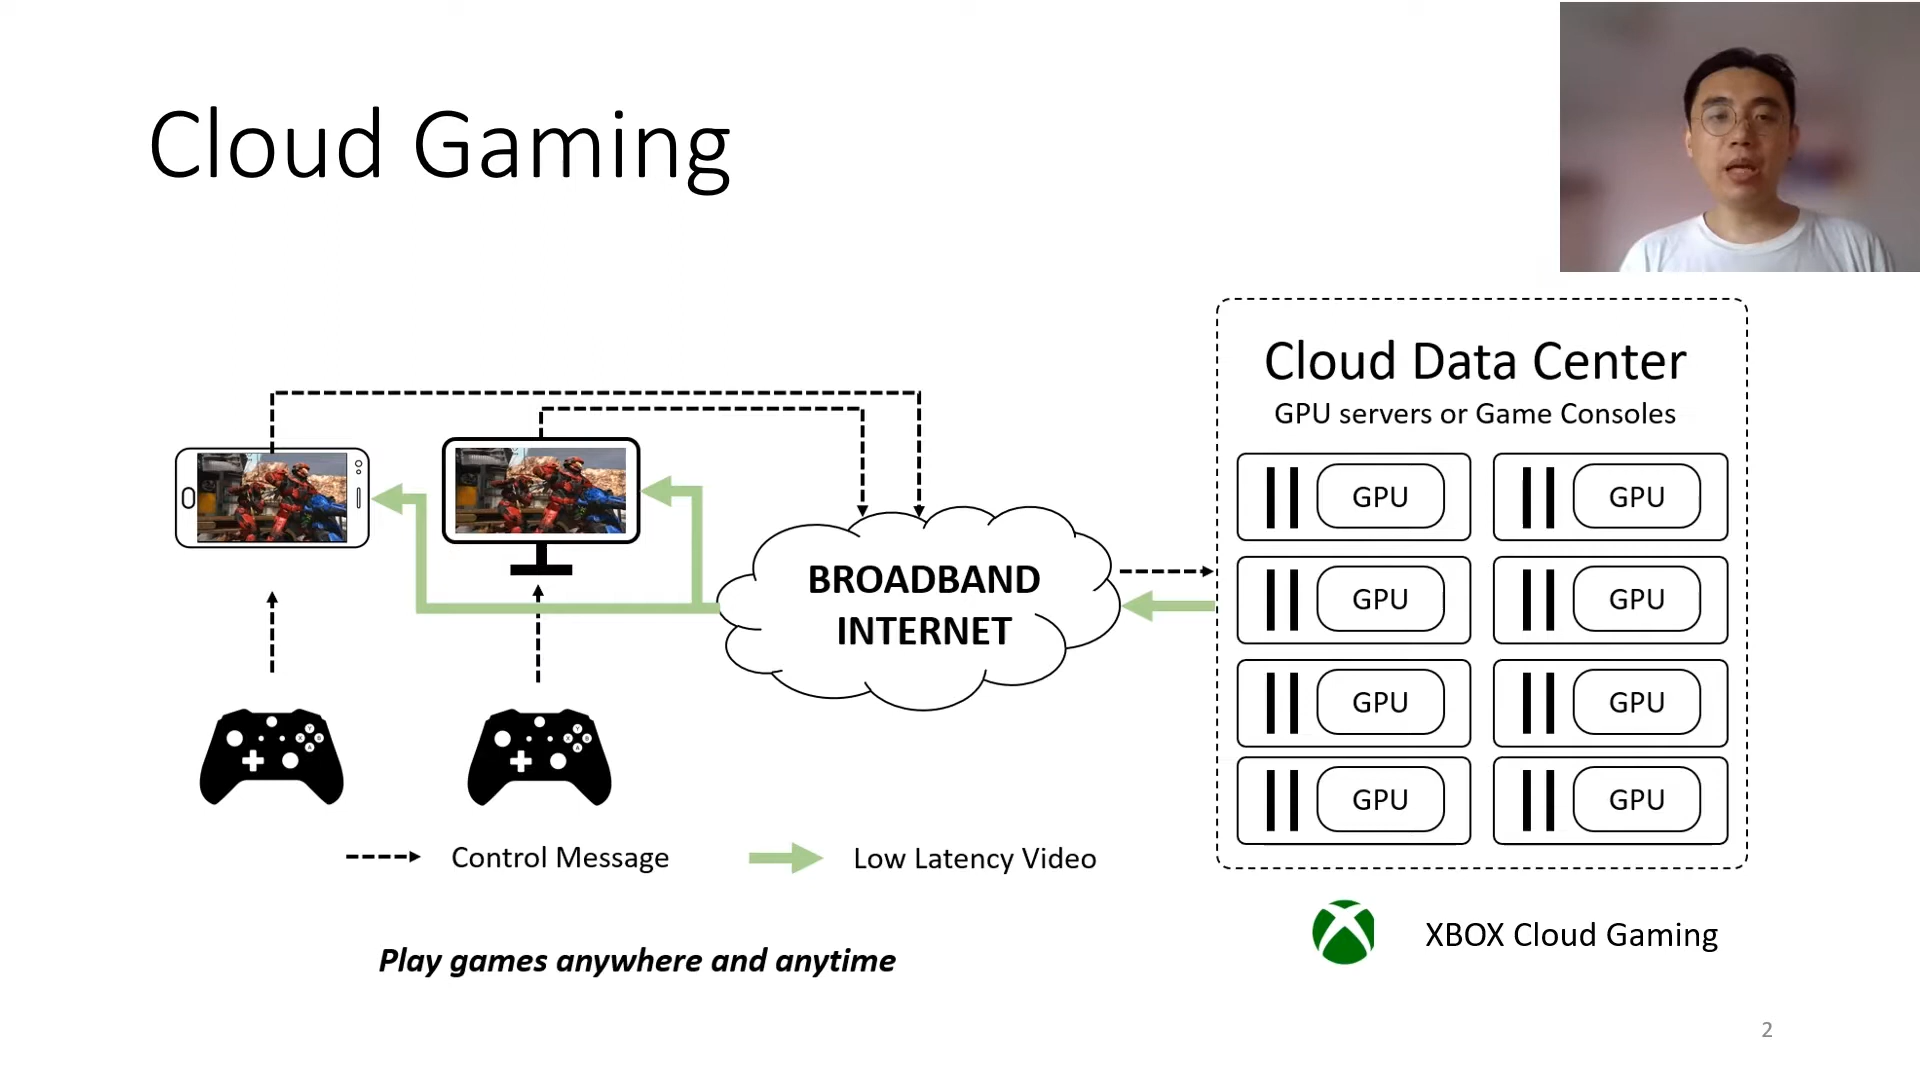 Cloud Gaming
Cloud Data Center
GPU servers or Game Consoles
GPU
GPU
GPU
GPU
GPU
GPU
GPU
GPU
BROADBAND
INTERNET
Control Message
Low Latency Video
XBOX Cloud Gaming
Play games anywhere and anytime
2